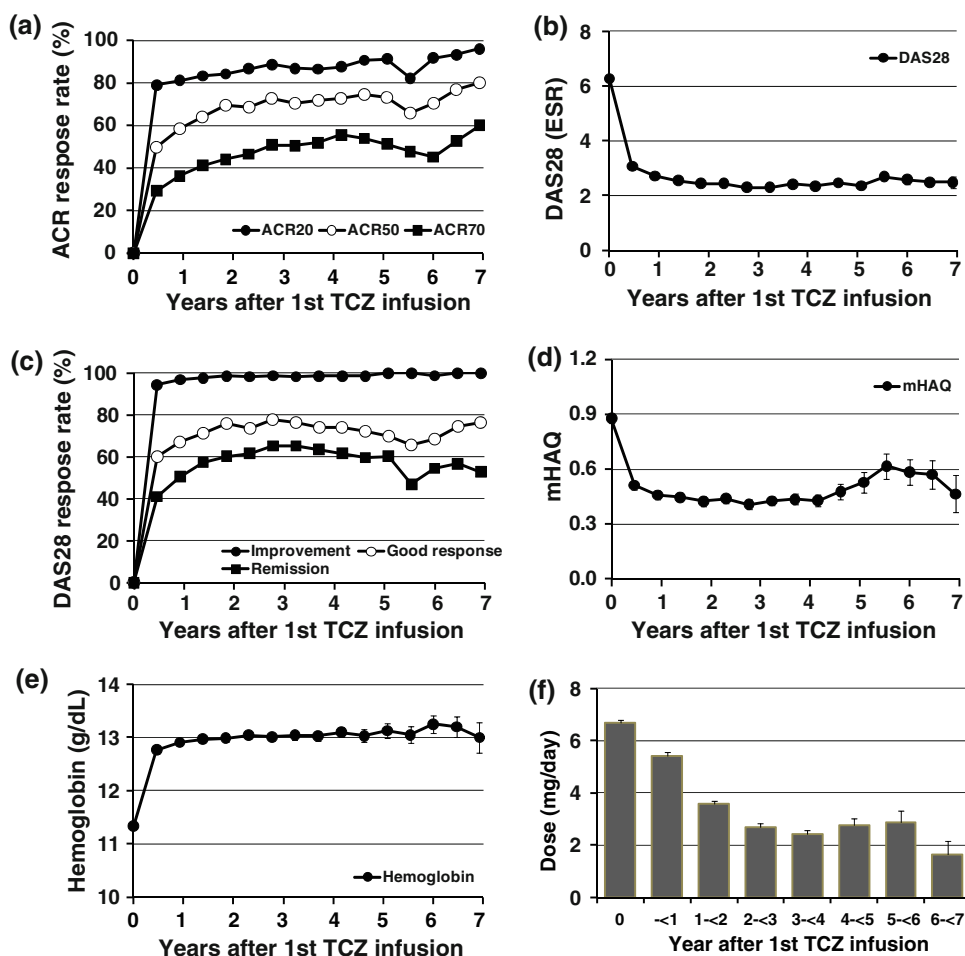 (a)
ACR respose rate (%)
100
80
60
40
20
0
ACR20 ACR50 ACR70
0 1 2 3 4 5 6 7
Years after 1st TCZ infusion
(b)
DAS28 (ESR)
8
6
4
2
0
DAS28
0 1 2 3 4 5 6 7
Years after 1st TCZ infusion
(c)
DAS28 response rate (%)
100
80
60
40
20
0
Improvement Good response
Remission
0 1 2 3 4 5 6 7
Years after 1st TCZ infusion
(d)
mHAQ
1.2
0.9
0.6
0.3
0.0
mHAQ
0 1 2 3 4 5 6 7
Years after 1st TCZ infusion
(e)
Hemoglobin (g/dL)
14
13
12
11
10
Hemoglobin
0 1 2 3 4 5 6 7
Years after 1st TCZ infusion
(f)
Dose (mg/day)
8
6
4
2
0
0 -<1 1-<2 2-<3 3-<4 4-<5 5-<6 6-<7
Year after 1st TCZ infusion